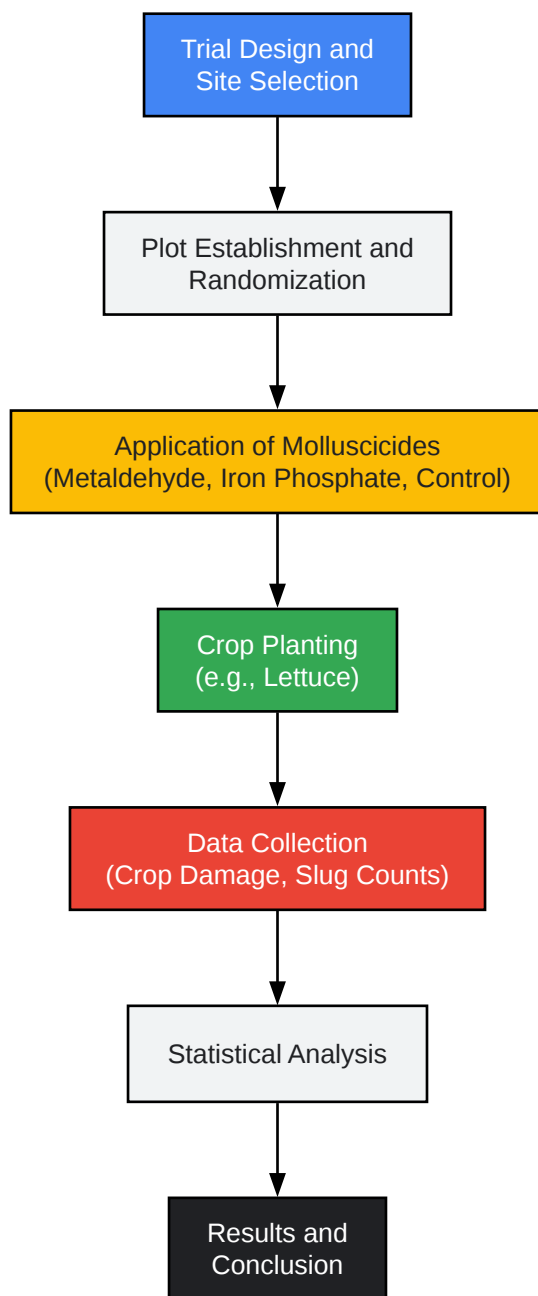 Trial Design and
Site Selection
Plot Establishment and
Randomization
Application of Molluscicides
(Metaldehyde, Iron Phosphate, Control)
Crop Planting
(e.g., Lettuce)
Data Collection
(Crop Damage, Slug Counts)
Statistical Analysis
Results and
Conclusion